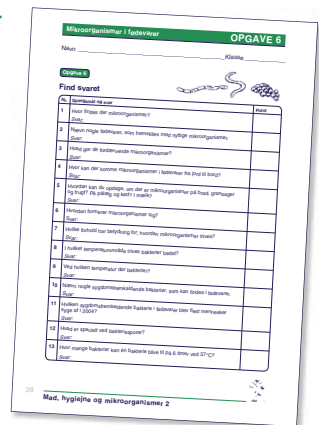 Mikroorganismer i fødevarer
OPGAVE 6
Navn
Klasse
Opgave 6
Find svaret
Nr. Spørgsmål og svar Point
1 Hvor findes der mikroorganismer?
Svar:
2 Nævn nogle fødevarer, som fremstilles med nyttige mikroorganismer.
Svar:
3 Hvad gør de fordærvende mikroorganismer?
Svar:
4 Hvor kan der komme mikroorganismer i fødevarer fra jord til bord?
Svar:
5 Hvordan kan du opdage, om der er mikroorganismer på brød, grønsager
og frugt? På pålæg og kød? I mælk?
Svar:
6 Hvordan formerer mikroorganismer sig?
Svar:
7 Hvilke forhold har betydning for, hvordan mikroorganismer trives?
Svar:
8 I hvilket temperaturområde trives bakterier bedst?
Svar:
9 Ved hvilken temperatur dør bakterier?
Svar:
10 Nævn nogle sygdomsfremkaldende bakterier, som kan findes i fødevarer.
Svar:
11 Hvilken sygdomsfremkaldende bakterie i fødevarer blev flest mennesker
syge af i 2004?
Svar:
12 Hvad er specielt ved bakteriesporer?
Svar:
13 Hvor mange bakterier kan én bakterie blive til på 6 timer ved 37°C?
Svar:
28 Mad, hygiejne og mikroorganismer 2